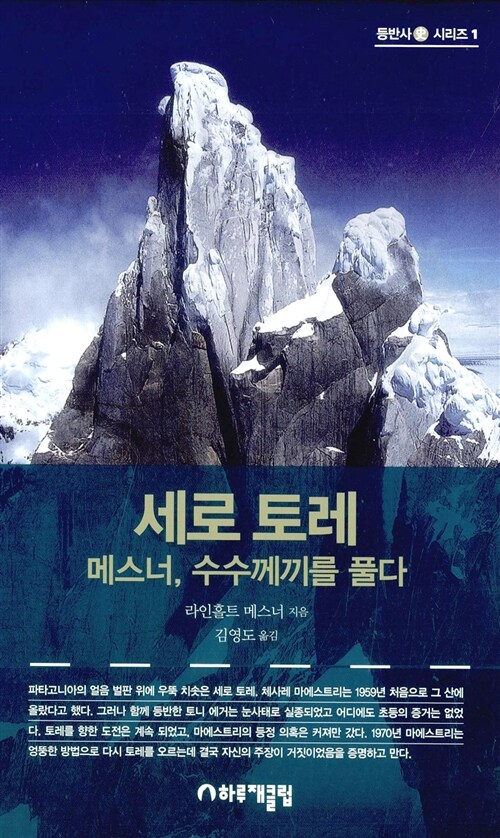 등반사 史 시리즈 1
세로 토레
메스너, 수수께끼를 풀다
라인홀트 메스너 지음
김영도 옮김
파타고니아의 얼음 벌판 위에 우뚝 치솟은 세로 토레. 체사레 마에스트리는 1959년 처음으로 그 산에
올랐다고 했다. 그러나 함께 등반한 토니 에거는 눈사태로 실종되었고 어디에도 초등의 증거는 없었
다. 토레를 향한 도전은 계속 되었고, 마에스트리의 등정 의혹은 커져만 갔다. 1970년 마에스트리는
엉뚱한 방법으로 다시 토레를 오르는데 결국 자신의 주장이 거짓이었음을 증명하고 만다.
하루재클럽